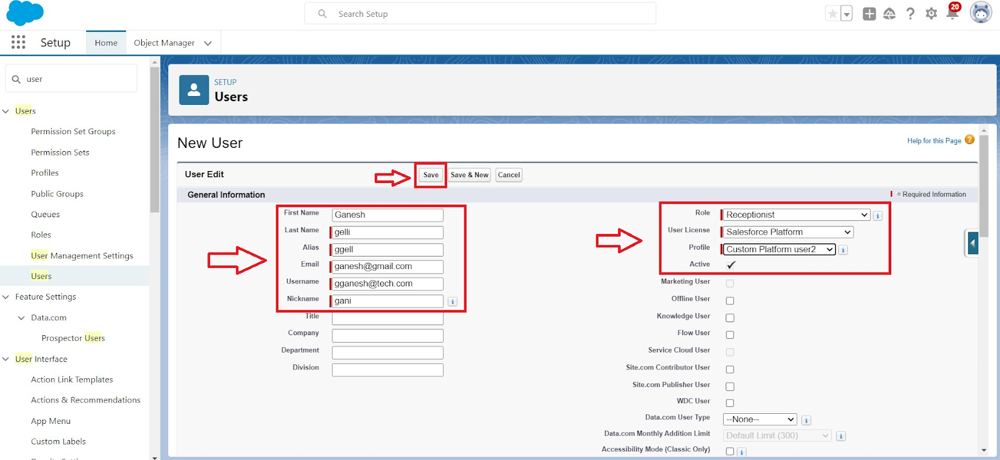 Search Setup
20
Setup
Home
Object Manager
user
Users
Permission Set Groups
Permission Sets
Profiles
Public Groups
Queues
Roles
User Management Settings
Users
Feature Settings
Data.com
Prospector Users
User Interface
Action Link Templates
Actions & Recommendations
App Menu
Custom Labels
SETUP
Users
New User
Help for this Page ?
User Edit
Save
Save & New
Cancel
General Information
= Required Information
First Name Ganesh
Last Name gelli
Alias ggell
Email ganesh@gmail.com
Username gganesh@tech.com
Nickname gani
Title
Company
Department
Division
Role Receptionist
User License Salesforce Platform
Profile Custom Platform user2
Active
Marketing User
Offline User
Knowledge User
Flow User
Service Cloud User
Site.com Contributor User
Site.com Publisher User
WDC User
Data.com User Type --None--
Data.com Monthly Addition Limit Default Limit (300)
Accessibility Mode (Classic Only)